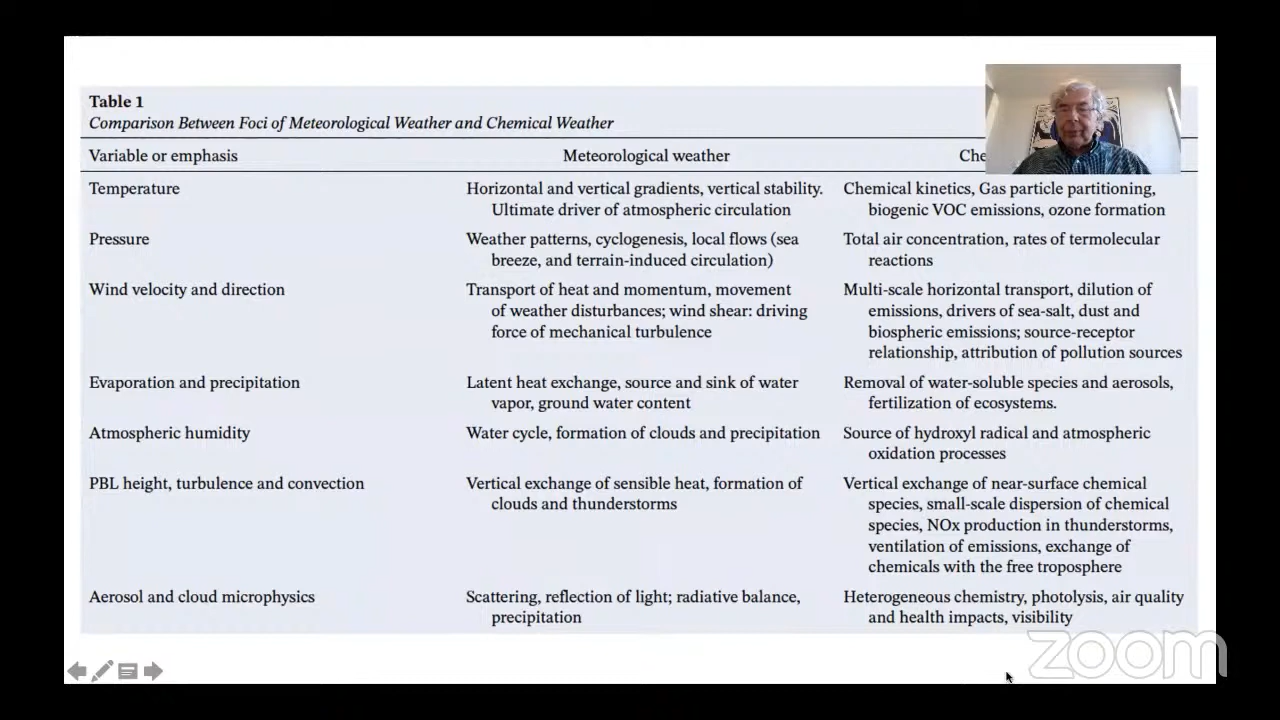 Table 1
Comparison Between Foci of Meteorological Weather and Chemical Weather
Variable or emphasis
Meteorological weather
Temperature
Horizontal and vertical gradients, vertical stability.
Ultimate driver of atmospheric circulation
Chemical kinetics, Gas particle partitioning,
biogenic VOC emissions, ozone formation
Pressure
Weather patterns, cyclogenesis, local flows (sea
breeze, and terrain-induced circulation)
Total air concentration, rates of termolecular
reactions
Wind velocity and direction
Transport of heat and momentum, movement
of weather disturbances; wind shear: driving
force of mechanical turbulence
Multi-scale horizontal transport, dilution of
emissions, drivers of sea-salt, dust and
biospheric emissions; source-receptor
relationship, attribution of pollution sources
Evaporation and precipitation
Latent heat exchange, source and sink of water
vapor, ground water content
Removal of water-soluble species and aerosols,
fertilization of ecosystems.
Atmospheric humidity
Water cycle, formation of clouds and precipitation
Source of hydroxyl radical and atmospheric
oxidation processes
PBL height, turbulence and convection
Vertical exchange of sensible heat, formation of
clouds and thunderstorms
Vertical exchange of near-surface chemical
species, small-scale dispersion of chemical
species, NOx production in thunderstorms,
ventilation of emissions, exchange of
chemicals with the free troposphere
Aerosol and cloud microphysics
Scattering, reflection of light; radiative balance,
precipitation
Heterogeneous chemistry, photolysis, air quality
and health impacts, visibility
zoom